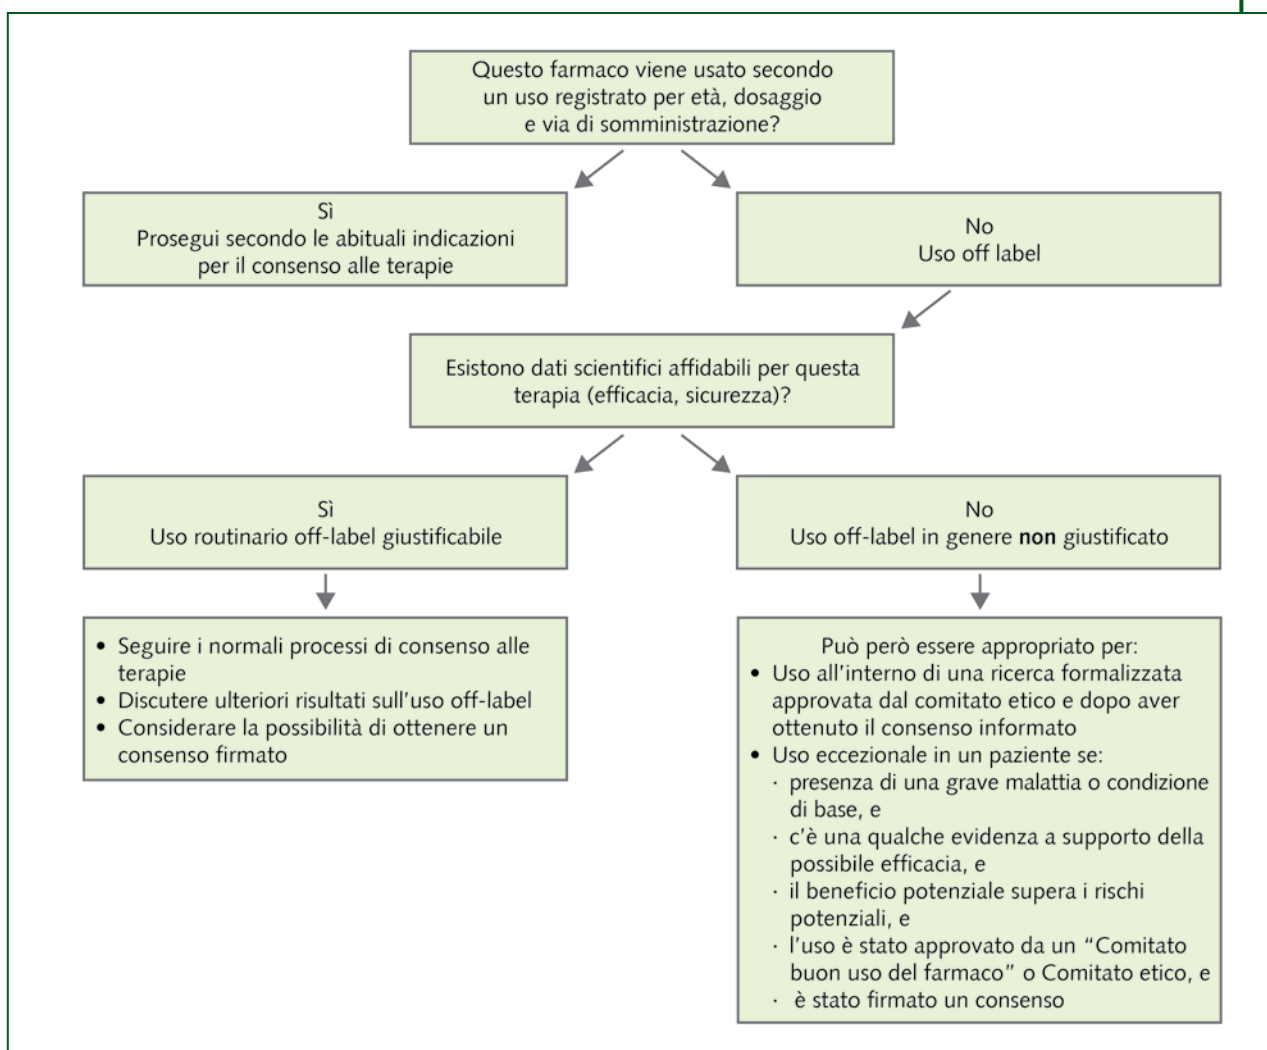 Questo farmaco viene usato secondo
un uso registrato per età, dosaggio
e via di somministrazione?
Sì
Prosegui secondo le abituali indicazioni
per il consenso alle terapie
No
Uso off label
Esistono dati scientifici affidabili per questa
terapia (efficacia, sicurezza)?
Sì
Uso routinario off-label giustificabile
No
Uso off-label in genere non giustificato
• Seguire i normali processi di consenso alle
terapie
• Discutere ulteriori risultati sull’uso off-label
• Considerare la possibilità di ottenere un
consenso firmato
Può però essere appropriato per:
• Uso all’interno di una ricerca formalizzata
approvata dal comitato etico e dopo aver
ottenuto il consenso informato
• Uso eccezionale in un paziente se:
· presenza di una grave malattia o condizione
di base, e
· c’è una qualche evidenza a supporto della
possibile efficacia, e
· il beneficio potenziale supera i rischi
potenziali, e
· l’uso è stato approvato da un “Comitato
buon uso del farmaco” o Comitato etico, e
· è stato firmato un consenso